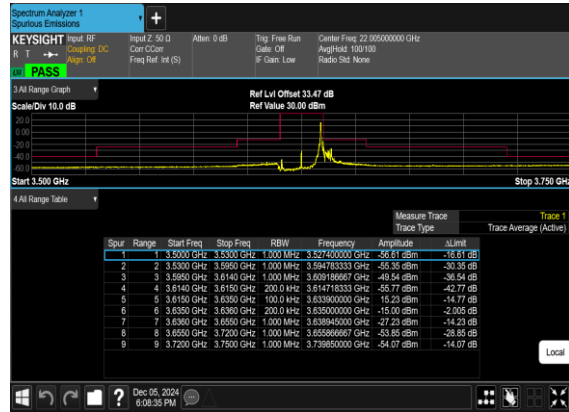 Spectrum Analyzer 1
Spurious Emissions
KEYSIGHT Input: RF Input Z: 50 Ω Atten: 0 dB Trig: Free Run Center Freq: 22.005000000 GHz
R T Coupling: DC Corr CCorr Gate: Off Avg|Hold: 100/100
Align: Off Freq Ref: Int (S) IF Gain: Low Radio Std: None
PASS
3 All Range Graph Ref Lvl Offset 33.47 dB
Scale/Div 10.0 dB Ref Value 30.00 dBm
20.0
0.00
-20.0
-40.0
-60.0
Start 3.500 GHz Stop 3.750 GHz
4 All Range Table
Measure Trace Trace 1
Trace Type Trace Average (Active)
Spur Range Start Freq Stop Freq RBW Frequency Amplitude ΔLimit
1 1 3.5000 GHz 3.5300 GHz 1.000 MHz 3.527400000 GHz -56.61 dBm -16.61 dB
2 2 3.5300 GHz 3.5950 GHz 1.000 MHz 3.594783333 GHz -55.35 dBm -30.35 dB
3 3 3.5950 GHz 3.6140 GHz 1.000 MHz 3.609186667 GHz -49.54 dBm -36.54 dB
4 4 3.6140 GHz 3.6150 GHz 200.0 kHz 3.614718333 GHz -55.77 dBm -42.77 dB
5 5 3.6150 GHz 3.6350 GHz 100.0 kHz 3.633900000 GHz 15.23 dBm -14.77 dB
6 6 3.6350 GHz 3.6360 GHz 200.0 kHz 3.635000000 GHz -15.00 dBm -2.005 dB
7 7 3.6360 GHz 3.6550 GHz 1.000 MHz 3.638945000 GHz -27.23 dBm -14.23 dB
8 8 3.6550 GHz 3.7200 GHz 1.000 MHz 3.655866667 GHz -53.85 dBm -28.85 dB
9 9 3.7200 GHz 3.7500 GHz 1.000 MHz 3.739850000 GHz -54.07 dBm -14.07 dB
Local
Dec 05, 2024
6:08:35 PM